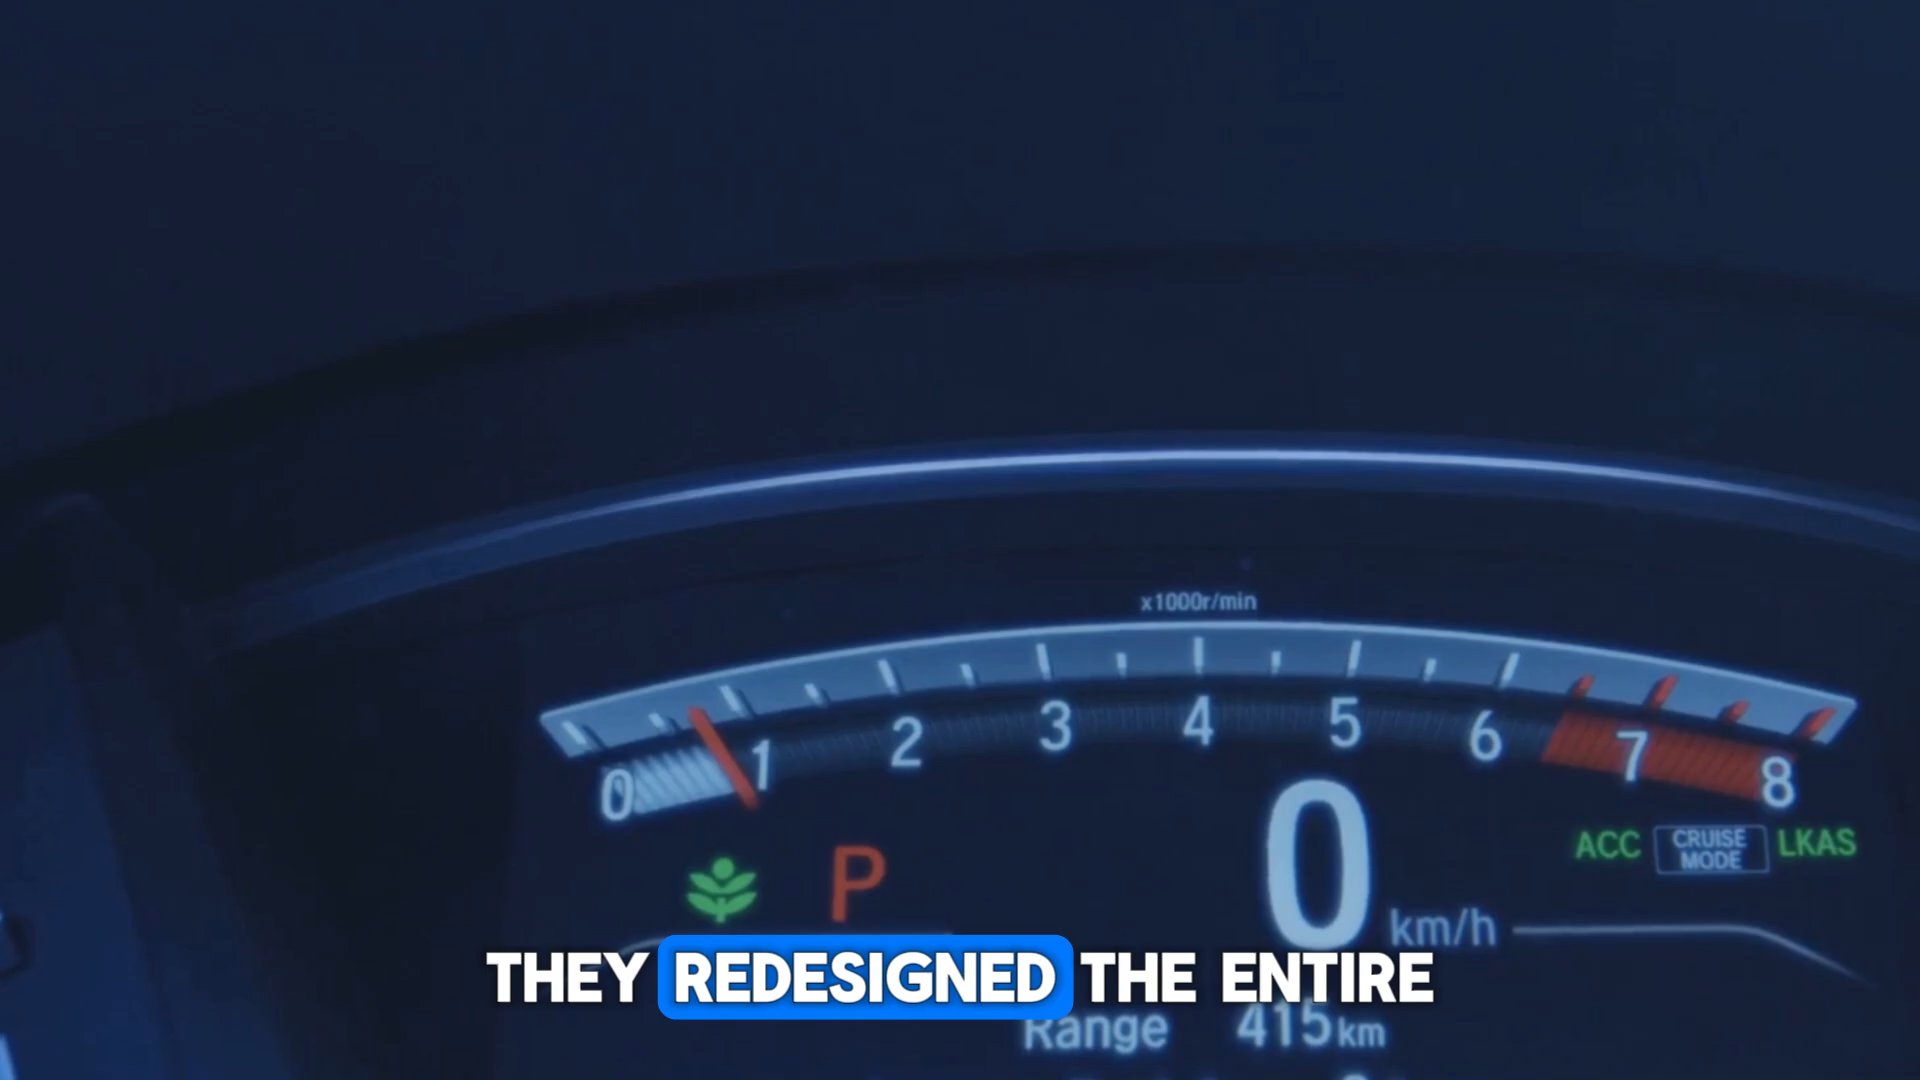 x1000r/min
0 1 2 3 4 5 6 7 8
P
0 km/h
ACC CRUISE MODE LKAS
THEY REDESIGNED THE ENTIRE
Range 415 km